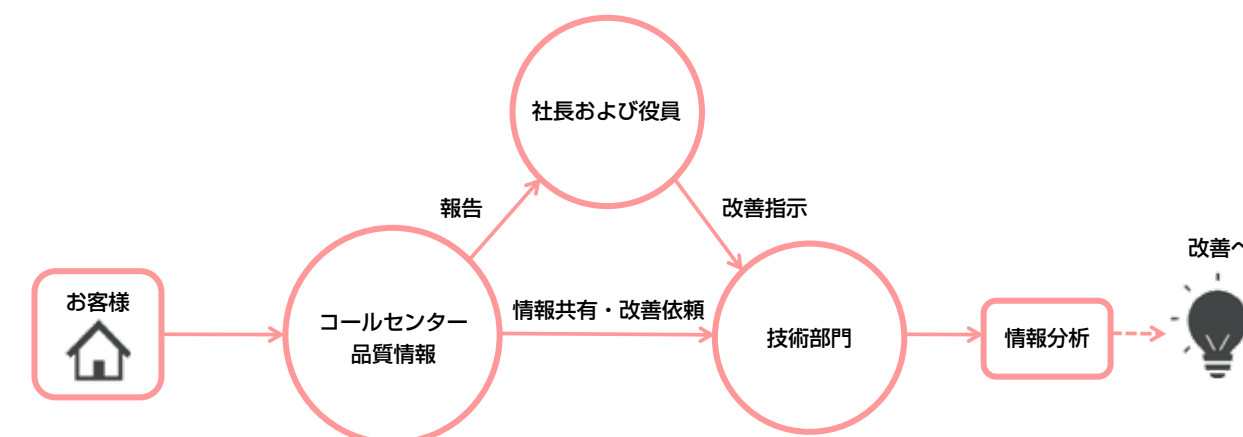 社長および役員
報告
改善指示
改善へ
お客様
情報共有・改善依頼
コールセンター
品質情報
技術部門
情報分析